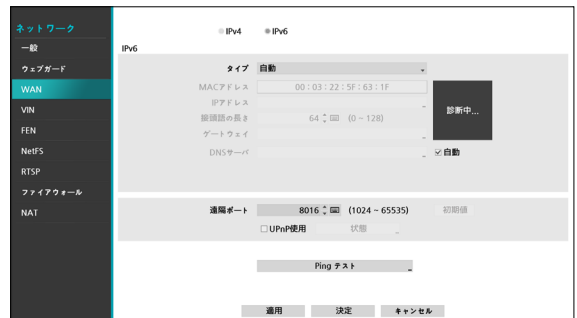 ネットワーク
一般
ウェブガード
WAN
VIN
FEN
NetFS
RTSP
ファイアウォール
NAT
IPv4 IPv6
IPv6
タイプ 自動
MACアドレス 00:03:22:5F:63:1F
IPアドレス
接頭語の長さ 64 (0 ~ 128)
ゲートウェイ
DNSサーバ 自動
診断中...
遠隔ポート 8016 (1024 ~ 65535) 初期値
UPnP使用 状態
Ping テスト
適用 決定 キャンセル